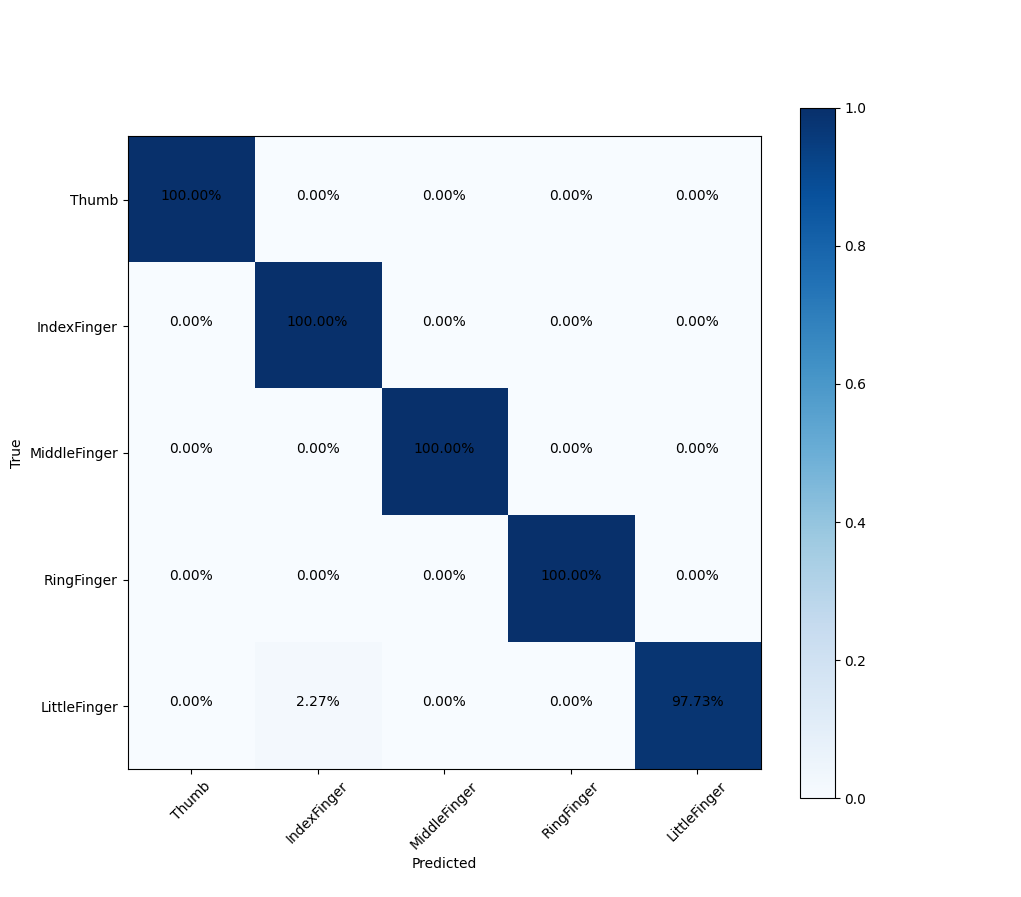 1.0
Thumb 100.00% 0.00% 0.00% 0.00% 0.00%
0.8
IndexFinger 0.00% 100.00% 0.00% 0.00% 0.00%
0.6
MiddleFinger 0.00% 0.00% 100.00% 0.00% 0.00%
True
0.4
RingFinger 0.00% 0.00% 0.00% 100.00% 0.00%
0.2
LittleFinger 0.00% 2.27% 0.00% 0.00% 97.73%
0.0
Thumb IndexFinger MiddleFinger RingFinger LittleFinger
Predicted